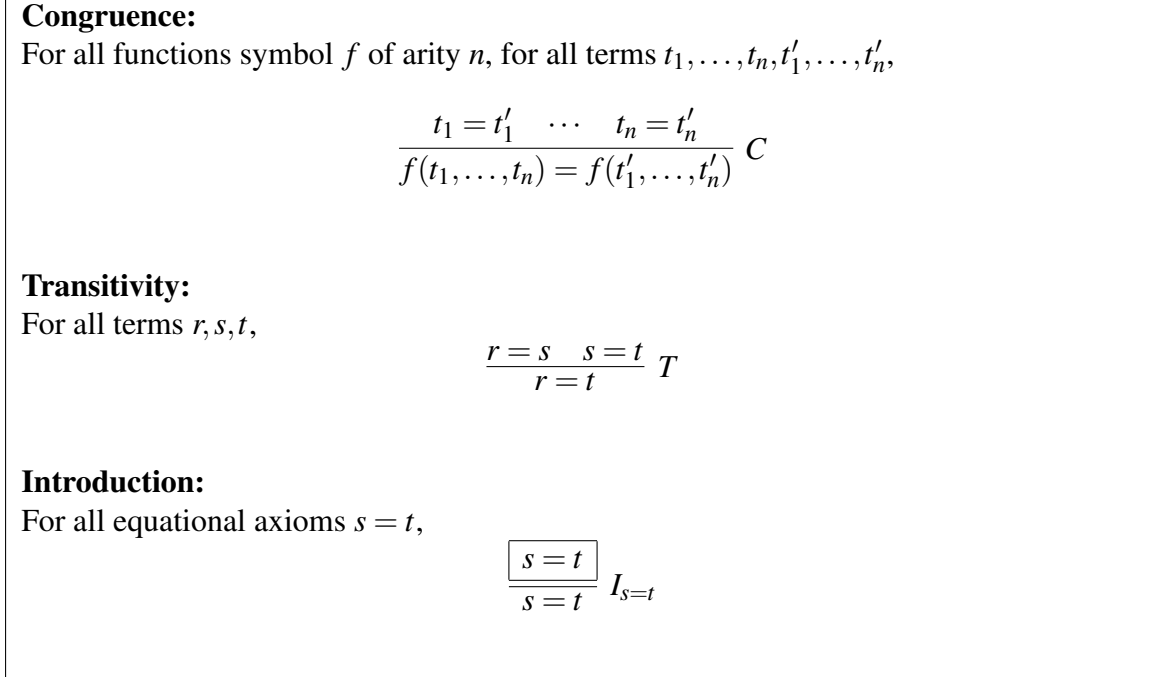 Congruence:
For all functions symbol f of arity n, for all terms t₁,…,tₙ,t′₁,…,t′ₙ,
t₁ = t′₁ ⋯ tₙ = t′ₙ
f(t₁,…,tₙ) = f(t′₁,…,t′ₙ) C
Transitivity:
For all terms r,s,t,
r = s s = t
r = t T
Introduction:
For all equational axioms s = t,
s = t
s = t I_{s=t}